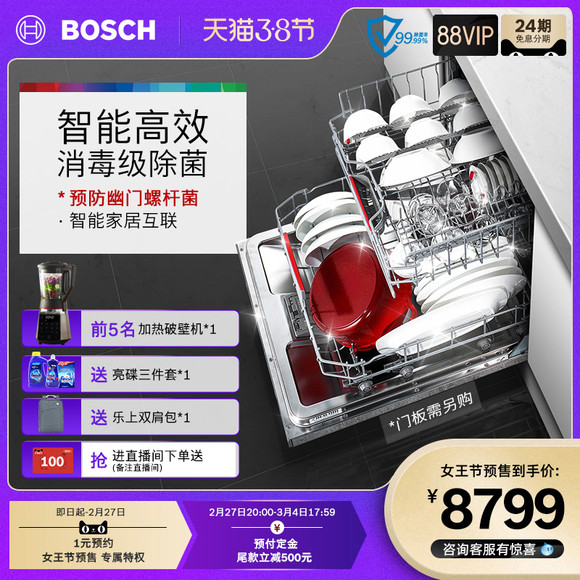 BOSCH
天猫38节
99.99%
除菌率
88VIP
24期
免息分期
智能高效
消毒级除菌
*预防幽门螺杆菌
·智能家居互联
前5名 加热破壁机*1
送 亮碟三件套*1
送 乐上双肩包*1
100
抢 进直播间下单送
(备注直播间)
*门板需另购
女王节预售到手价:
¥8799
咨询客服有惊喜
即日起-2月27日
1元预约
女王节预售 专属特权
2月27日20:00-3月4日17:59
¥
预付定金
尾款立减500元